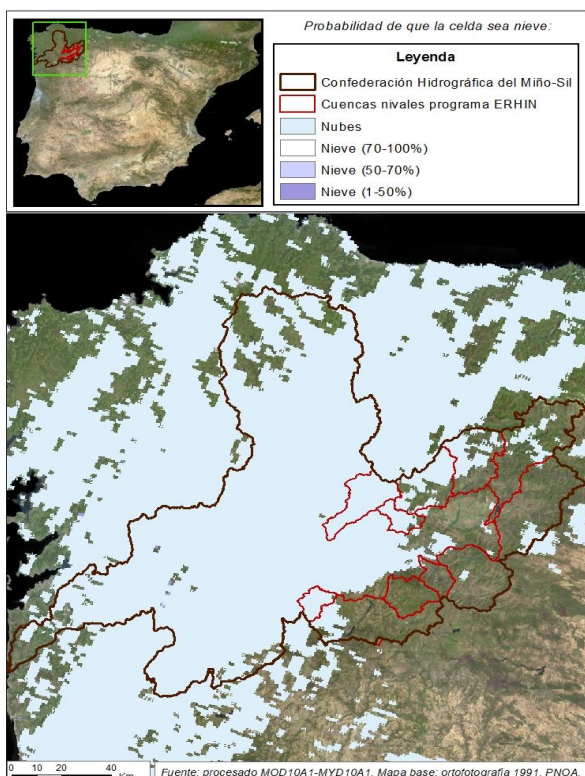 Probabilidad de que la celda sea nieve:
Leyenda
Confederación Hidrográfica del Miño-Sil
Cuencas nivales programa ERHIN
Nubes
Nieve (70-100%)
Nieve (50-70%)
Nieve (1-50%)
0 10 20 40
Km
Fuente: procesado MOD10A1-MYD10A1. Mapa base: ortofotografía 1991. PNOA